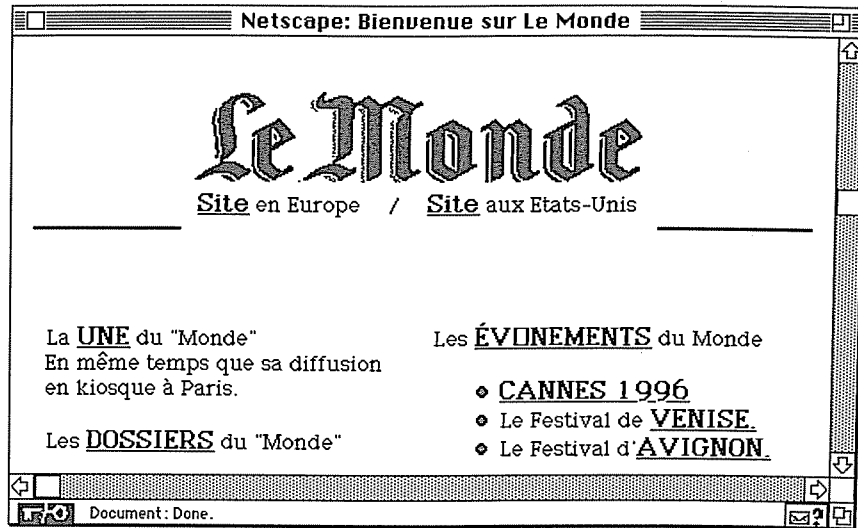 Netscape: Bienvenue sur Le Monde
Le Monde
Site en Europe / Site aux Etats-Unis
La UNE du "Monde"
En même temps que sa diffusion
en kiosque à Paris.
Les DOSSIERS du "Monde"
Les ÉV□NEMENTS du Monde
CANNES 1996
Le Festival de VENISE.
Le Festival d'AVIGNON.
Document: Done.